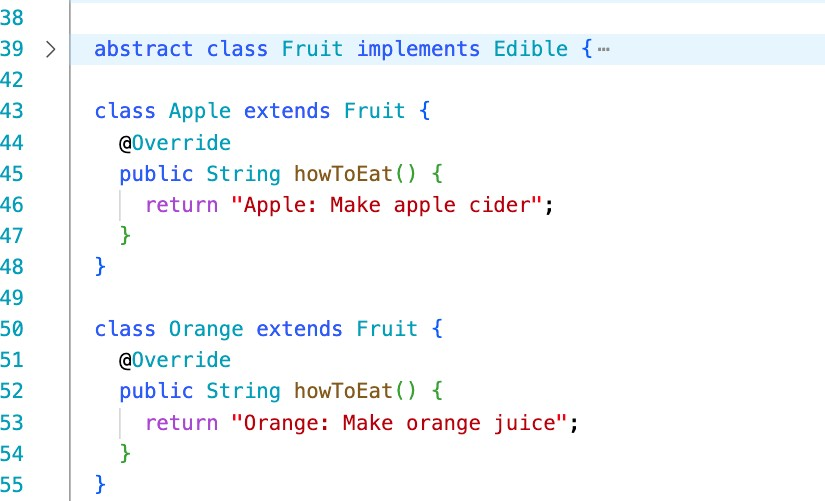 38
39 > abstract class Fruit implements Edible { ⋯
42
43 class Apple extends Fruit {
44   @Override
45   public String howToEat() {
46     return "Apple: Make apple cider";
47   }
48 }
49
50 class Orange extends Fruit {
51   @Override
52   public String howToEat() {
53     return "Orange: Make orange juice";
54   }
55 }